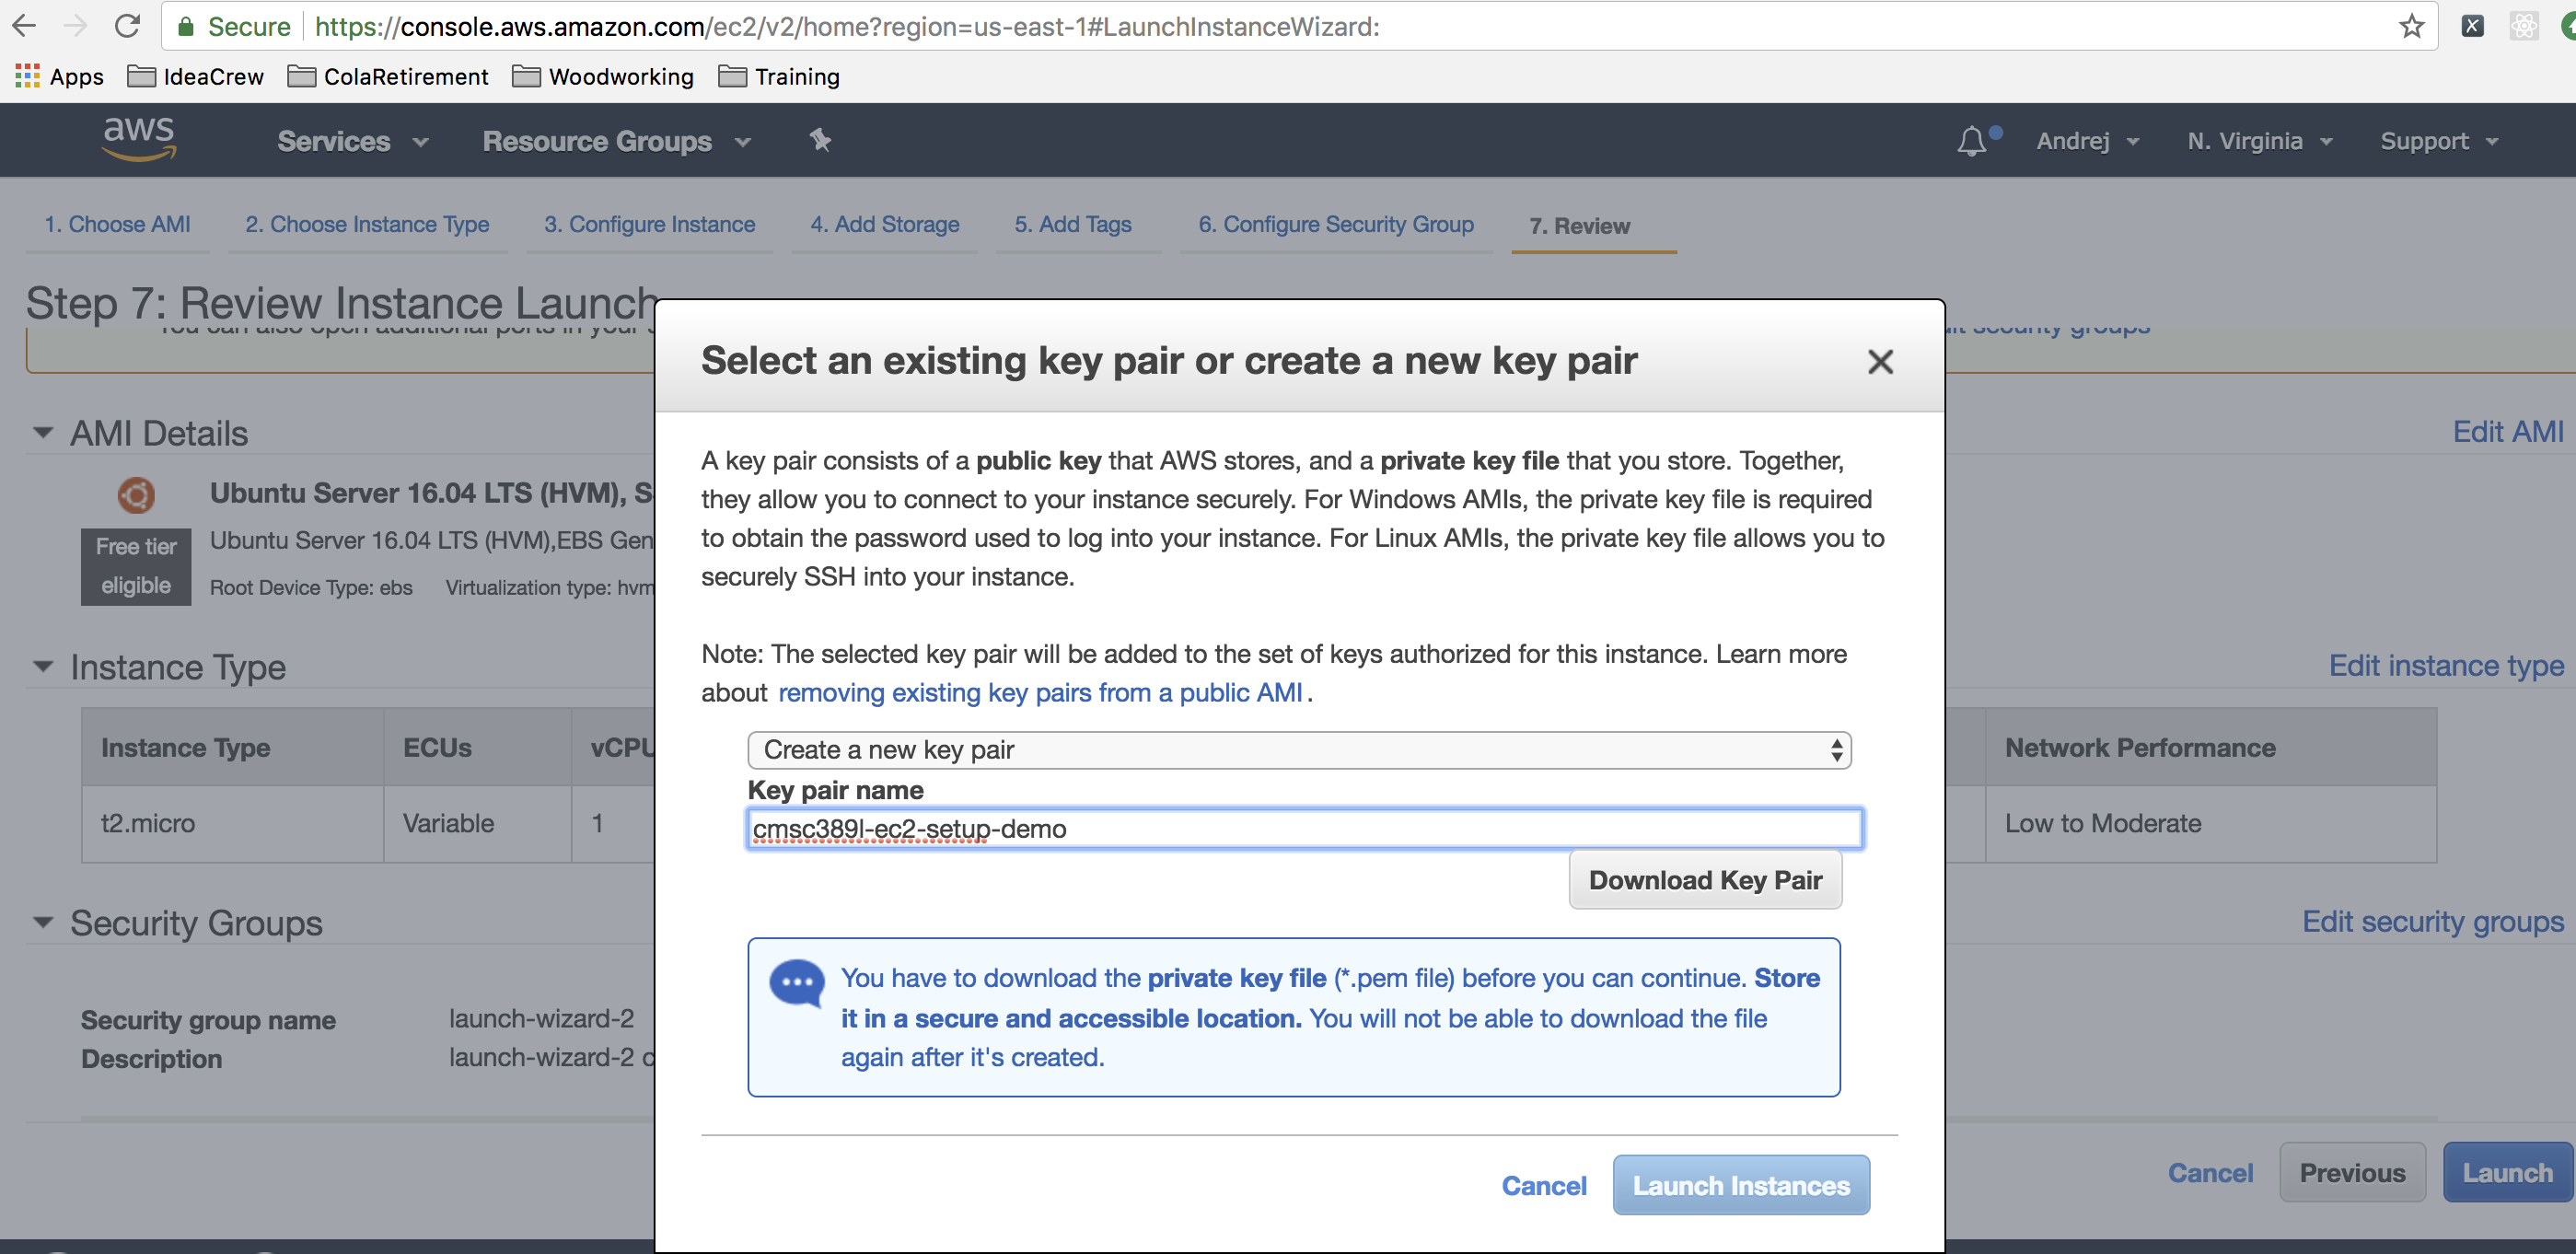 Secure https://console.aws.amazon.com/ec2/v2/home?region=us-east-1#LaunchInstanceWizard:
Apps IdeaCrew ColaRetirement Woodworking Training
aws Services Resource Groups Andrej N. Virginia Support
1. Choose AMI 2. Choose Instance Type 3. Configure Instance 4. Add Storage 5. Add Tags 6. Configure Security Group 7. Review
Step 7: Review Instance Launch
You can also open additional ports in your security groups
AMI Details Edit AMI
Ubuntu Server 16.04 LTS (HVM), S
Free tier eligible
Ubuntu Server 16.04 LTS (HVM),EBS Gen
Root Device Type: ebs Virtualization type: hvm
Instance Type Edit instance type
Instance Type ECUs vCPU Network Performance
t2.micro Variable 1 Low to Moderate
Security Groups Edit security groups
Security group name launch-wizard-2
Description launch-wizard-2 c
Cancel Previous Launch
Select an existing key pair or create a new key pair
A key pair consists of a public key that AWS stores, and a private key file that you store. Together,
they allow you to connect to your instance securely. For Windows AMIs, the private key file is required
to obtain the password used to log into your instance. For Linux AMIs, the private key file allows you to
securely SSH into your instance.
Note: The selected key pair will be added to the set of keys authorized for this instance. Learn more
about removing existing key pairs from a public AMI .
Create a new key pair
Key pair name
cmsc389l-ec2-setup-demo
Download Key Pair
You have to download the private key file (*.pem file) before you can continue. Store
it in a secure and accessible location. You will not be able to download the file
again after it's created.
Cancel Launch Instances